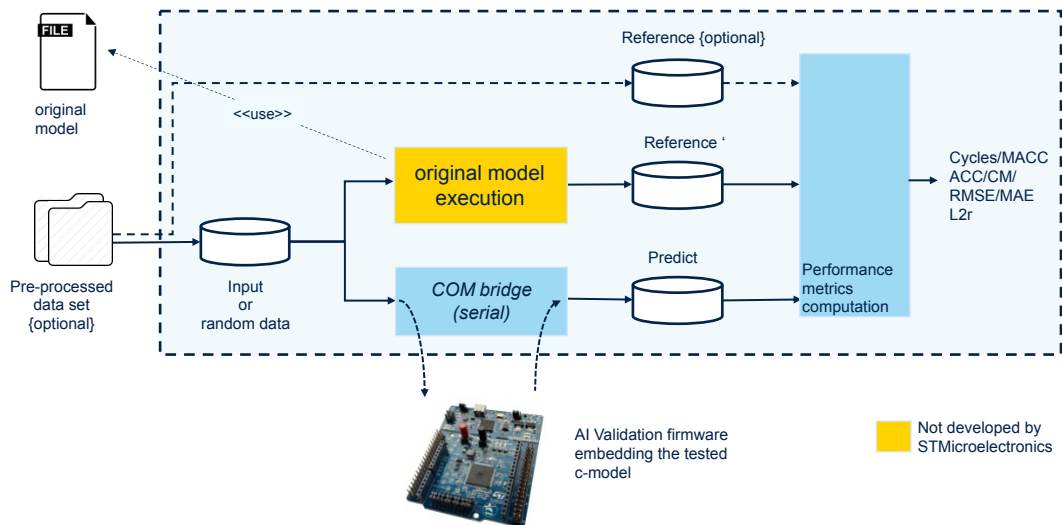 FILE
original
model
<<use>>
Reference {optional}
Reference ‘
original model
execution
Cycles/MACC
ACC/CM/
RMSE/MAE
L2r
Pre-processed
data set
{optional}
Input
or
random data
COM bridge
(serial)
Predict
Performance
metrics
computation
AI Validation firmware
embedding the tested
c-model
Not developed by
STMicroelectronics